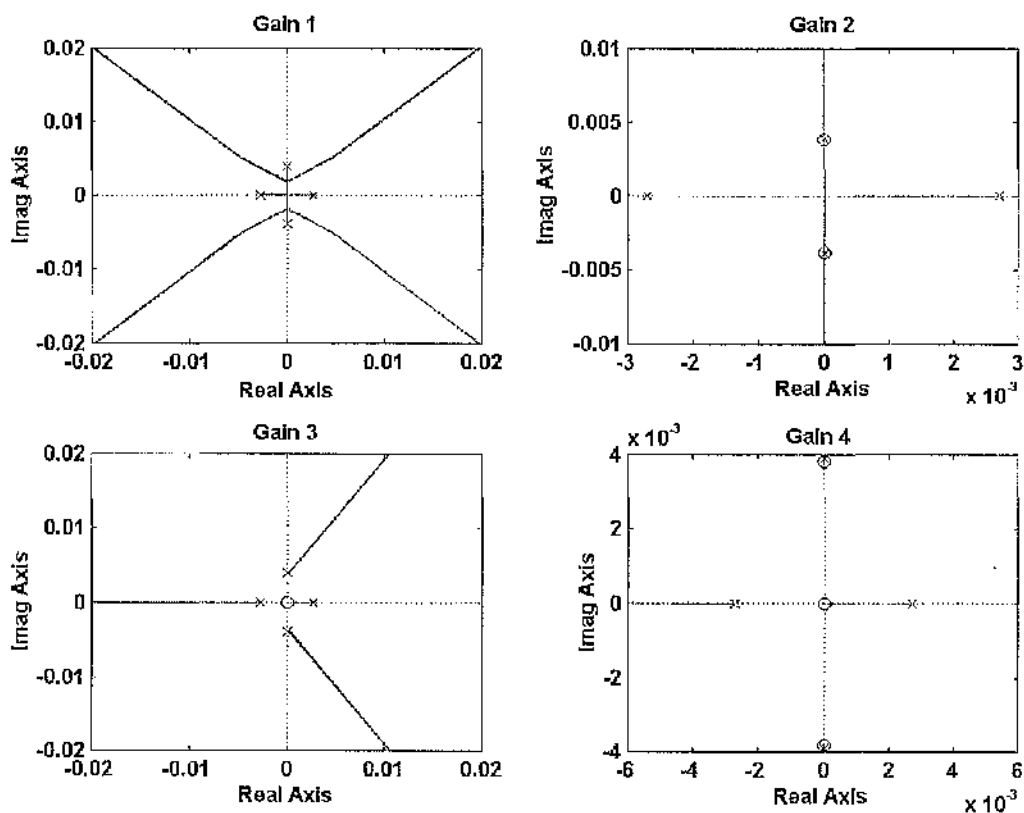 Gain 1
0.02
0.01
0
-0.01
-0.02
Imag Axis
-0.02
-0.01
0
0.01
0.02
Real Axis
Gain 2
0.01
0.005
0
-0.005
-0.01
Imag Axis
-3
-2
-1
0
1
2
3
Real Axis
x 10-3
Gain 3
0.02
0.01
0
-0.01
-0.02
Imag Axis
-0.02
-0.01
0
0.01
0.02
Real Axis
x 10-3
Gain 4
4
2
0
-2
-4
Imag Axis
-6
-4
-2
0
2
4
6
Real Axis
x 10-3